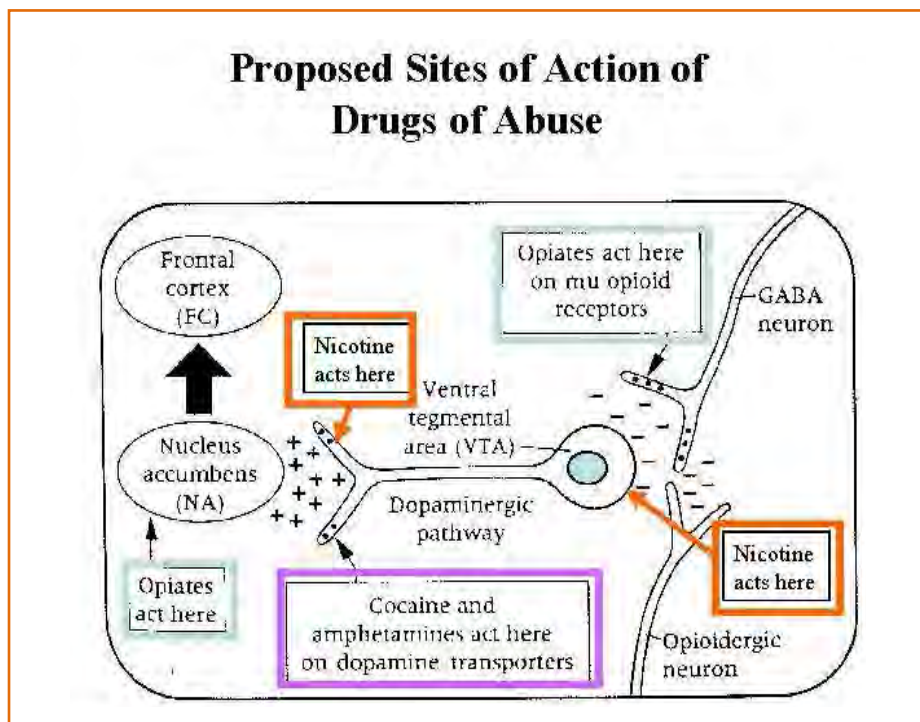 Proposed Sites of Action of
Drugs of Abuse
Frontal
cortex
(FC)
Nucleus
accumbens
(NA)
Opiates
act here
Nicotine
acts here
Ventral
tegmental
area (VTA)
Dopaminergic
pathway
Cocaine and
amphetamines act here
on dopamine transporters
Opiates act here
on mu opioid
receptors
GABA
neuron
Nicotine
acts here
Opioidergic
neuron